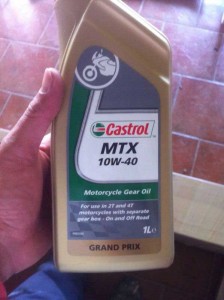 Castrol
MTX
10W-40
Motorcycle Gear Oil
For use in 2T and 4T
motorcycles with separate
gear box - On and Off Road
1L e
GRAND PRIX